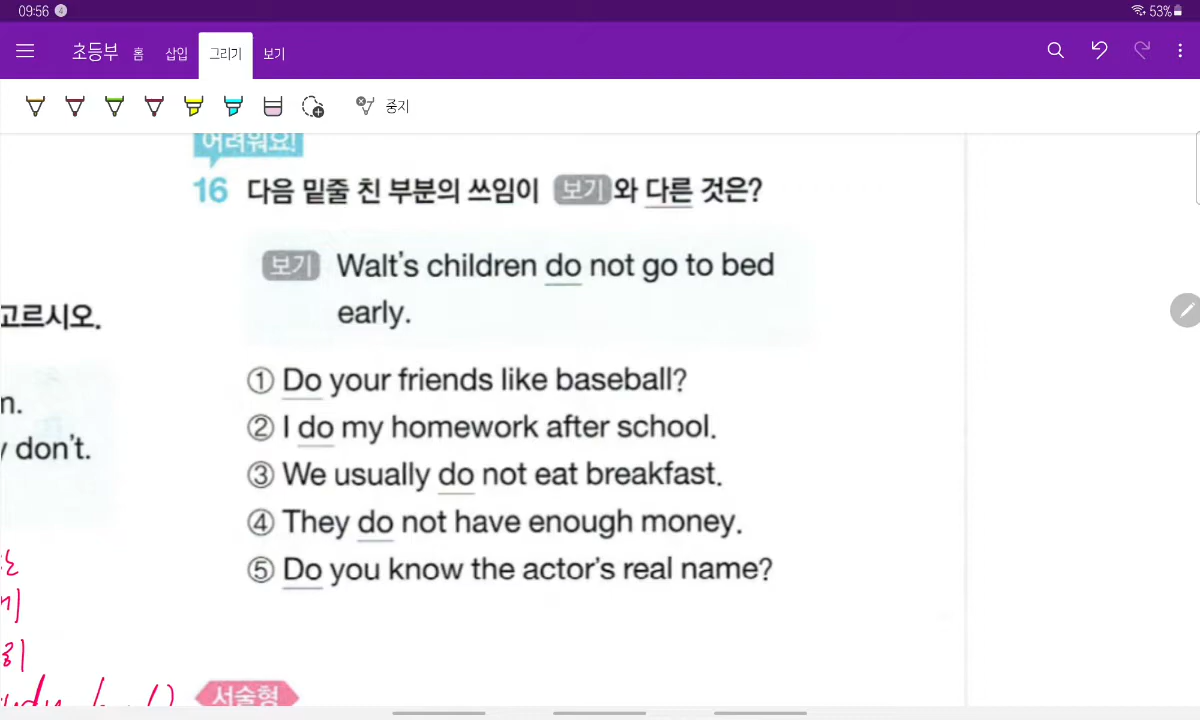 09:56 4 53%
초등부 홈 삽입 그리기 보기
중지
어려워요!
16 다음 밑줄 친 부분의 쓰임이 보기 와 다른 것은?
보기 Walt's children do not go to bed
early.
고르시오.
① Do your friends like baseball?
n.
② I do my homework after school.
y don't.
③ We usually do not eat breakfast.
④ They do not have enough money.
⑤ Do you know the actor's real name?
는
서술형